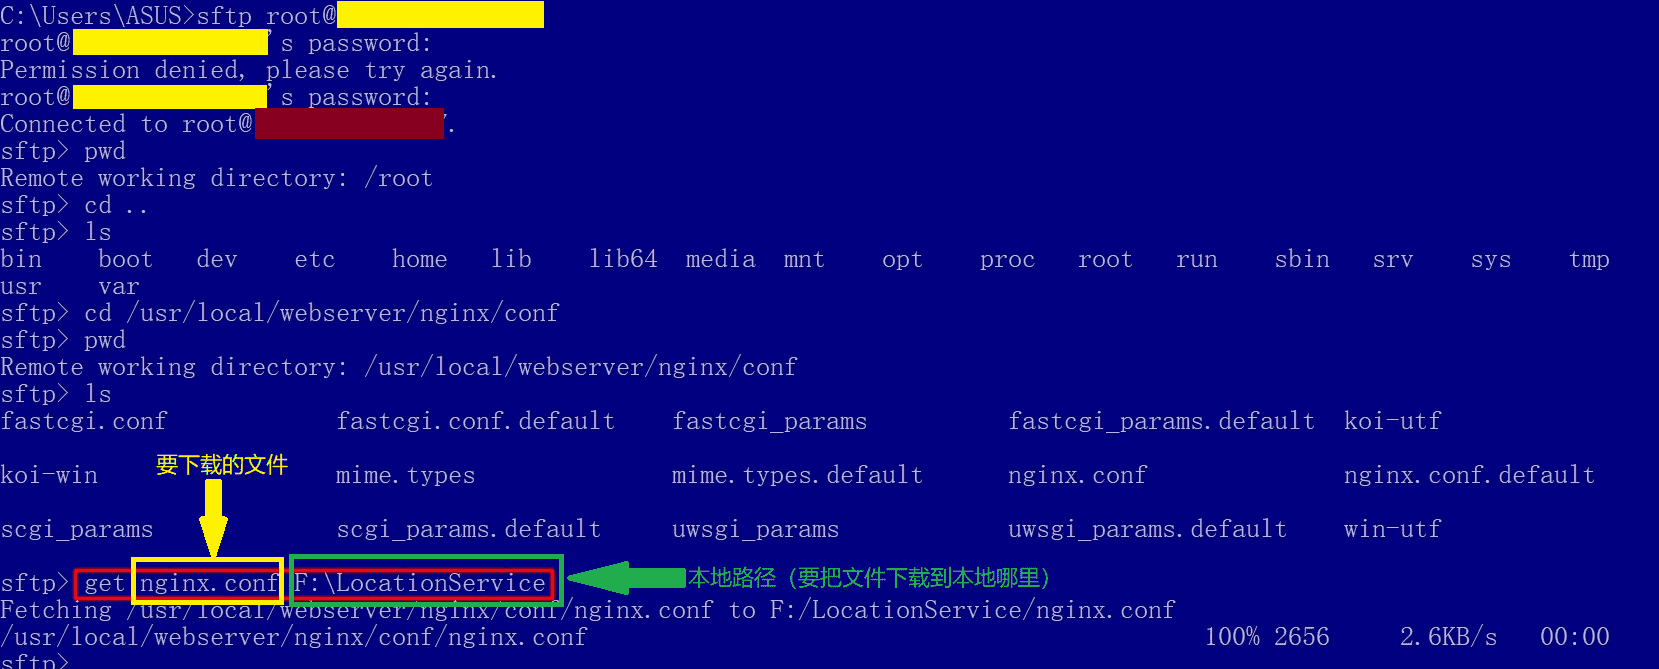 C:\Users\ASUS>sftp root@
root@'s password:
Permission denied, please try again.
root@'s password:
Connected to root@.
sftp> pwd
Remote working directory: /root
sftp> cd ..
sftp> ls
bin boot dev etc home lib lib64 media mnt opt proc root run sbin srv sys tmp
usr var
sftp> cd /usr/local/webserver/nginx/conf
sftp> pwd
Remote working directory: /usr/local/webserver/nginx/conf
sftp> ls
fastcgi.conf fastcgi.conf.default fastcgi_params fastcgi_params.default koi-utf
要下载的文件
koi-win mime.types mime.types.default nginx.conf nginx.conf.default
scgi_params scgi_params.default uwsgi_params uwsgi_params.default win-utf
sftp> get nginx.conf F:\LocationService 本地路径（要把文件下载到本地哪里）
Fetching /usr/local/webserver/nginx/conf/nginx.conf to F:/LocationService/nginx.conf
/usr/local/webserver/nginx/conf/nginx.conf 100% 2656 2.6KB/s 00:00
sftp>